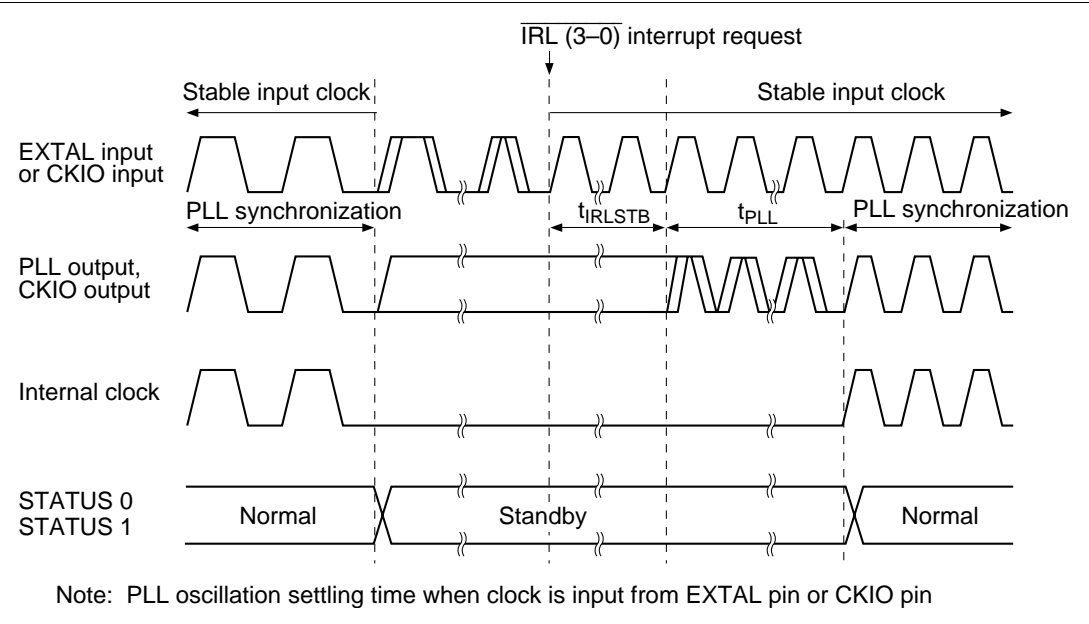 IRL (3–0) interrupt request
Stable input clock
Stable input clock
EXTAL input
or CKIO input
PLL synchronization
tIRLSTB
tPLL
PLL synchronization
PLL output,
CKIO output
Internal clock
STATUS 0
STATUS 1
Normal
Standby
Normal
Note: PLL oscillation settling time when clock is input from EXTAL pin or CKIO pin